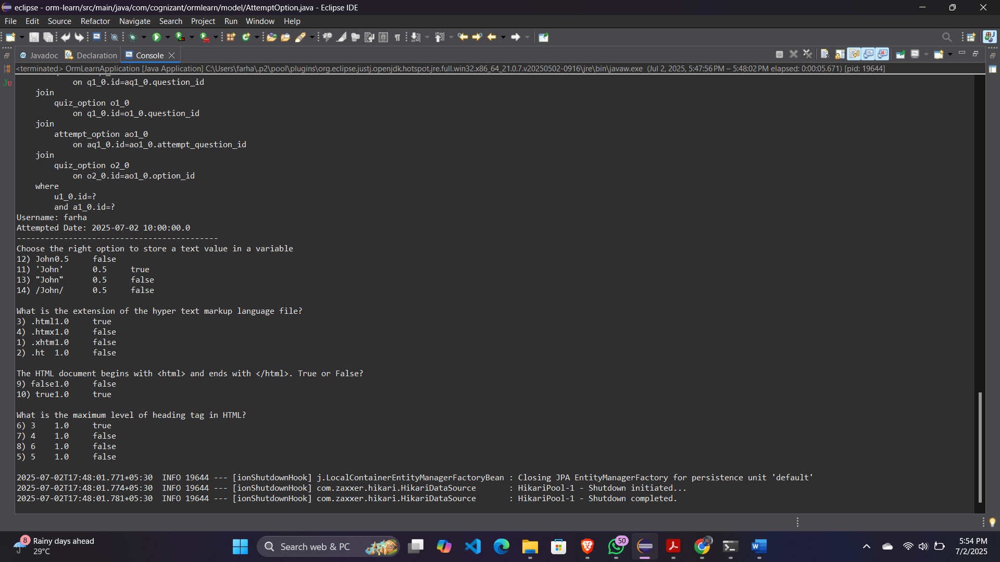 eclipse - orm-learn/src/main/java/com/cognizant/ormlearn/model/AttemptOption.java - Eclipse IDE
File Edit Source Refactor Navigate Search Project Run Window Help
@ Javadoc Declaration Console
<terminated> OrmLearnApplication [Java Application] C:\Users\farha\.p2\pool\plugins\org.eclipse.justj.openjdk.hotspot.jre.full.win32.x86_64_21.0.7.v20250502-0916\jre\bin\javaw.exe (Jul 2, 2025, 5:47:56 PM – 5:48:02 PM elapsed: 0:00:05.671) [pid: 19644]
Ju
            on q1_0.id=aq1_0.question_id
    join
        quiz_option o1_0
            on q1_0.id=o1_0.question_id
    join
        attempt_option ao1_0
            on aq1_0.id=ao1_0.attempt_question_id
    join
        quiz_option o2_0
            on o2_0.id=ao1_0.option_id
    where
        u1_0.id=?
        and a1_0.id=?
Username: farha
Attempted Date: 2025-07-02 10:00:00.0
-------------------------------------------
Choose the right option to store a text value in a variable
12) John0.5     false
11) 'John'      0.5     true
13) "John"      0.5     false
14) /John/      0.5     false
What is the extension of the hyper text markup language file?
3) .html1.0     true
4) .htmx1.0     false
1) .xhtm1.0     false
2) .ht  1.0     false
The HTML document begins with <html> and ends with </html>. True or False?
9) false1.0     false
10) true1.0     true
What is the maximum level of heading tag in HTML?
6) 3    1.0     true
7) 4    1.0     false
8) 6    1.0     false
5) 5    1.0     false
2025-07-02T17:48:01.771+05:30  INFO 19644 --- [ionShutdownHook] j.LocalContainerEntityManagerFactoryBean : Closing JPA EntityManagerFactory for persistence unit 'default'
2025-07-02T17:48:01.774+05:30  INFO 19644 --- [ionShutdownHook] com.zaxxer.hikari.HikariDataSource       : HikariPool-1 - Shutdown initiated...
2025-07-02T17:48:01.781+05:30  INFO 19644 --- [ionShutdownHook] com.zaxxer.hikari.HikariDataSource       : HikariPool-1 - Shutdown completed.
8
Rainy days ahead
29°C
Search web & PC
50
5:54 PM
7/2/2025